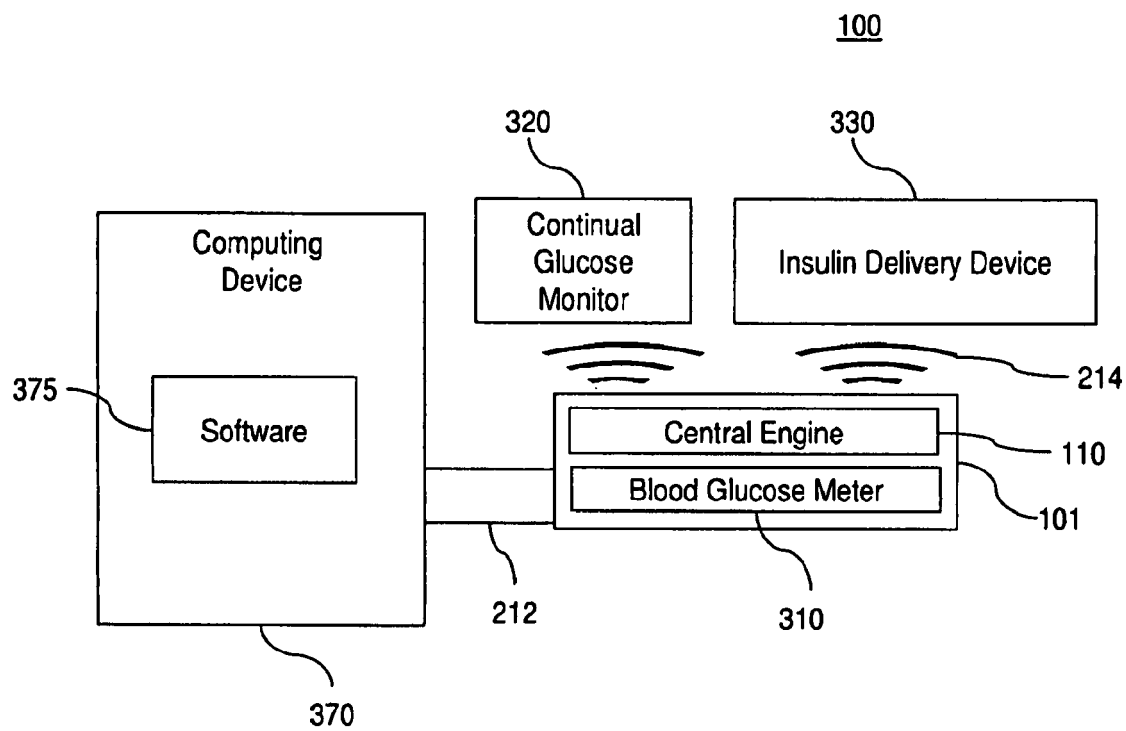 100
320
330
Computing
Device
Continual
Glucose
Monitor
Insulin Delivery Device
214
375
Software
Central Engine
110
Blood Glucose Meter
101
212
310
370